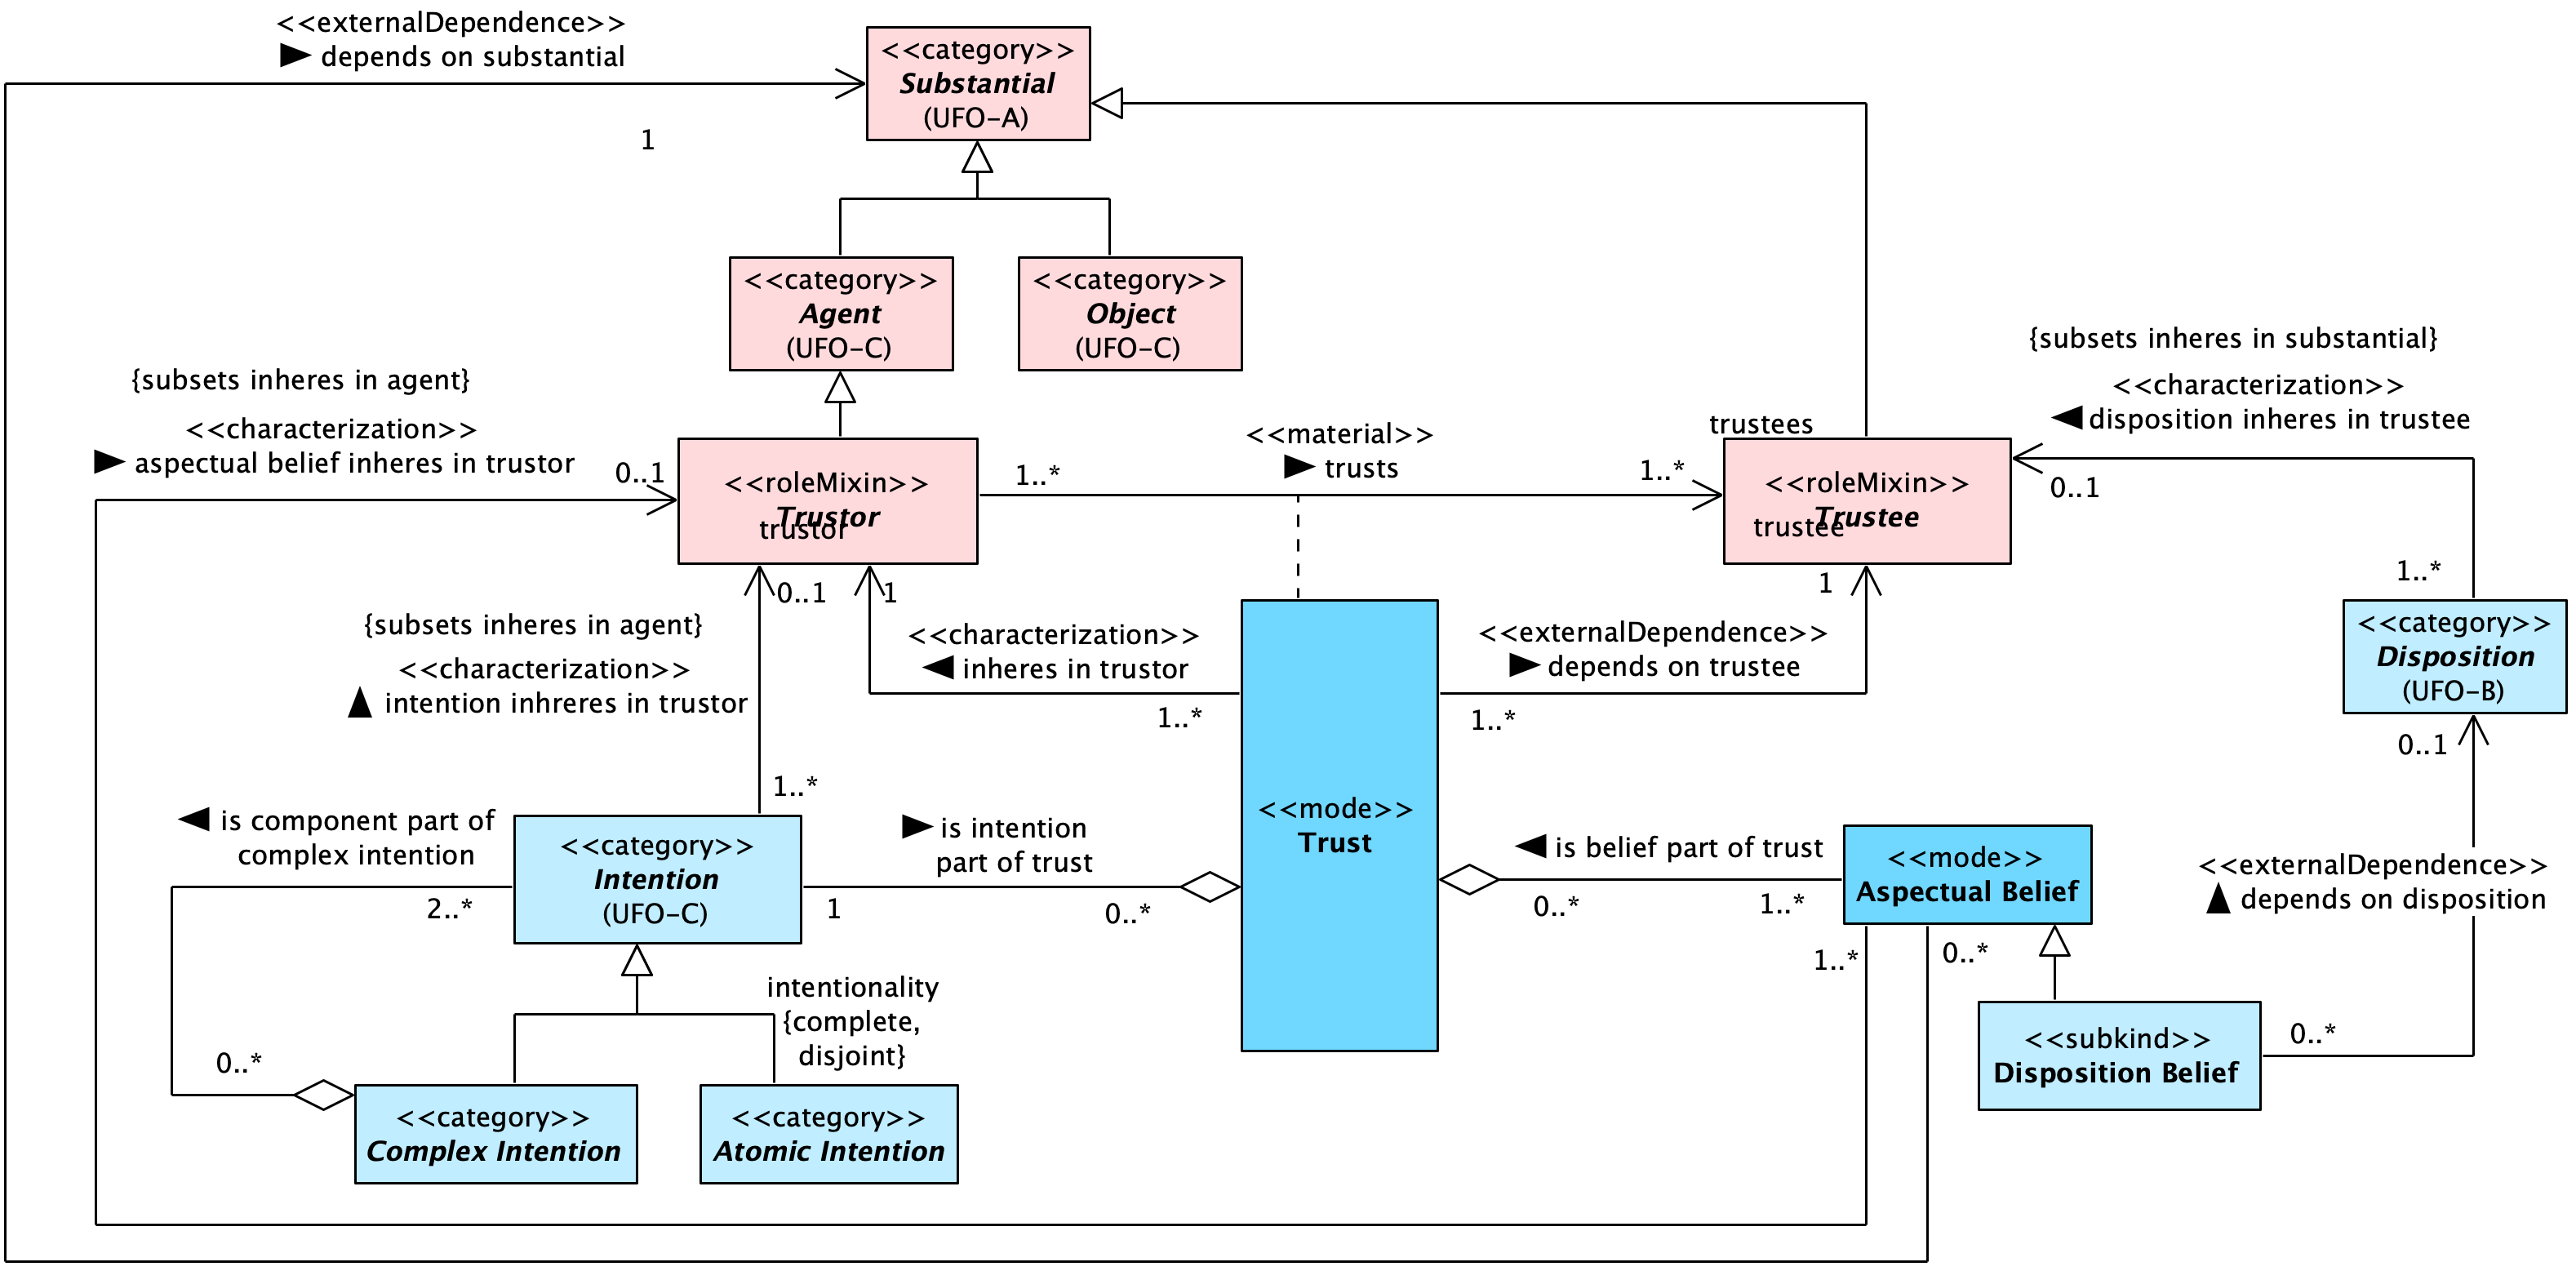 <<externalDependence>>
depends on substantial
1
<<category>>
Substantial
(UFO-A)
<<category>>
Agent
(UFO-C)
<<category>>
Object
(UFO-C)
{subsets inheres in agent}
<<characterization>>
aspectual belief inheres in trustor
0..1
<<roleMixin>>
Trustor
trustor
1..*
<<material>>
trusts
1..*
trustees
<<roleMixin>>
Trustee
trustee
{subsets inheres in substantial}
<<characterization>>
disposition inheres in trustee
0..1
1..*
<<category>>
Disposition
(UFO-B)
0..1
{subsets inheres in agent}
<<characterization>>
intention inhreres in trustor
0..1
1..*
1
<<characterization>>
inheres in trustor
1..*
1
<<externalDependence>>
depends on trustee
1..*
<<mode>>
Trust
is component part of
complex intention
2..*
0..*
<<category>>
Intention
(UFO-C)
is intention
part of trust
1
0..*
is belief part of trust
0..*
1..*
<<mode>>
Aspectual Belief
1..*
0..*
<<externalDependence>>
depends on disposition
0..*
<<subkind>>
Disposition Belief
intentionality
{complete,
disjoint}
<<category>>
Complex Intention
<<category>>
Atomic Intention